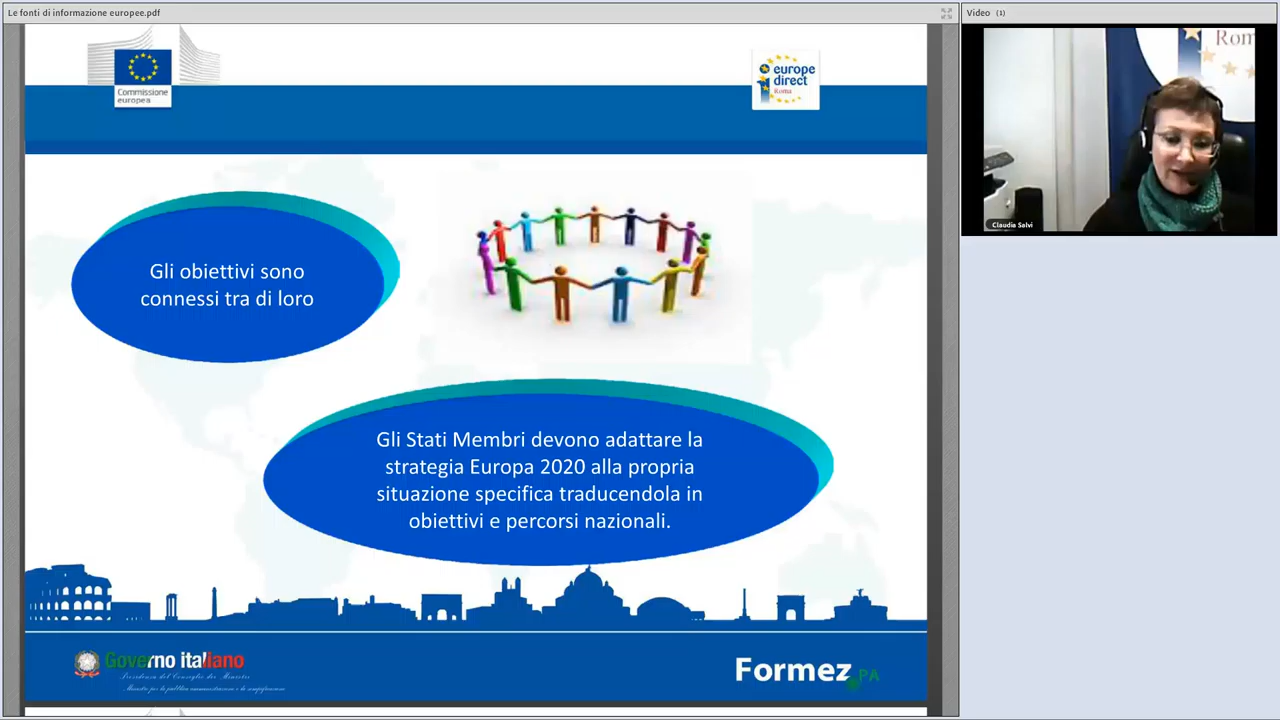 Le fonti di informazione europee.pdf
Video (1)
Commissione
europea
europe
direct
Roma
Rom
Claudia Salvi
Gli obiettivi sono
connessi tra di loro
Gli Stati Membri devono adattare la
strategia Europa 2020 alla propria
situazione specifica traducendola in
obiettivi e percorsi nazionali.
Governo italiano
Presidenza del Consiglio dei Ministri
Ministro per la pubblica amministrazione e la semplificazione
Formez PA